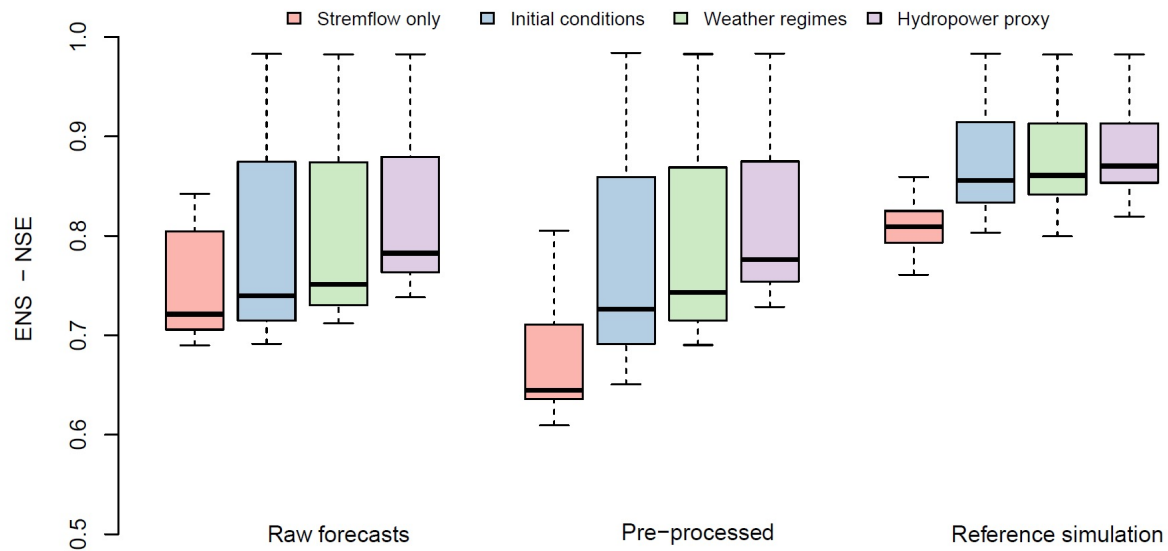 Stremflow only Initial conditions Weather regimes Hydropower proxy
ENS − NSE
1.0
0.9
0.8
0.7
0.6
0.5
Raw forecasts Pre−processed Reference simulation